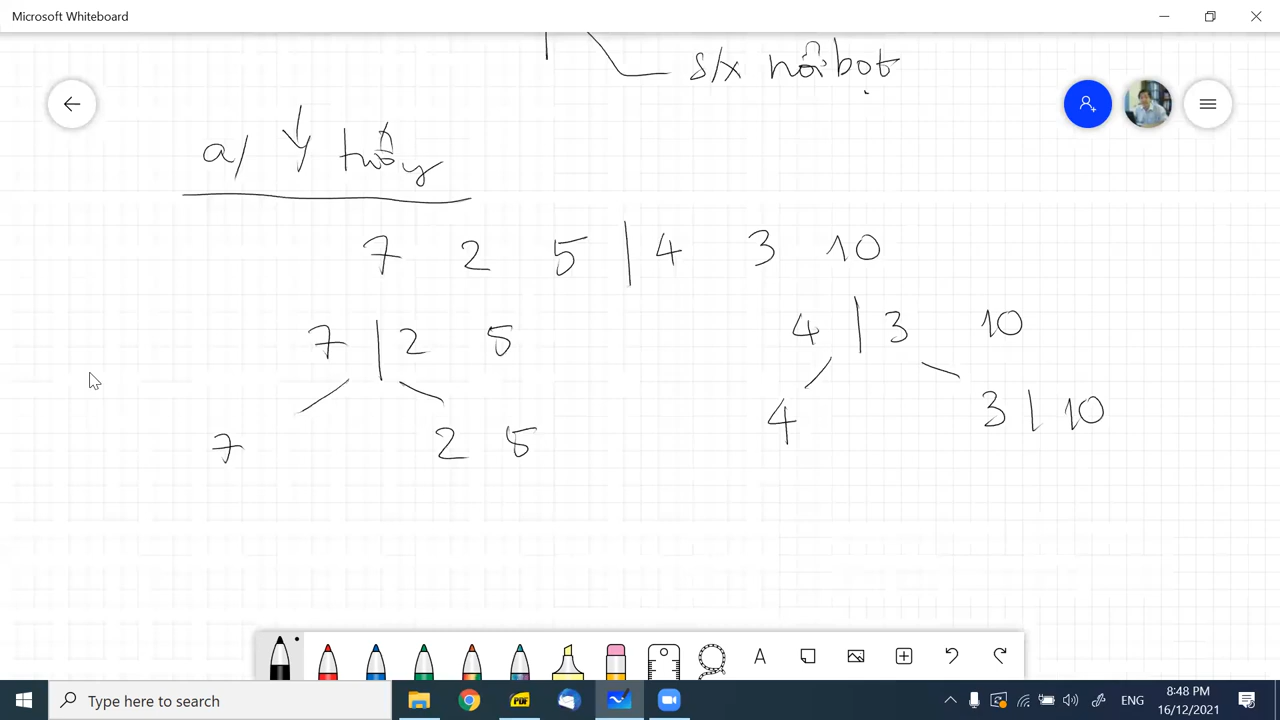 Microsoft Whiteboard
s/x nổi bọt
a/ Ý tưởng
7 2 5 | 4 3 10
7 | 2 5 4 | 3 10
7 2 5 4 3 | 10
A
Type here to search
PDF
ENG
8:48 PM
16/12/2021